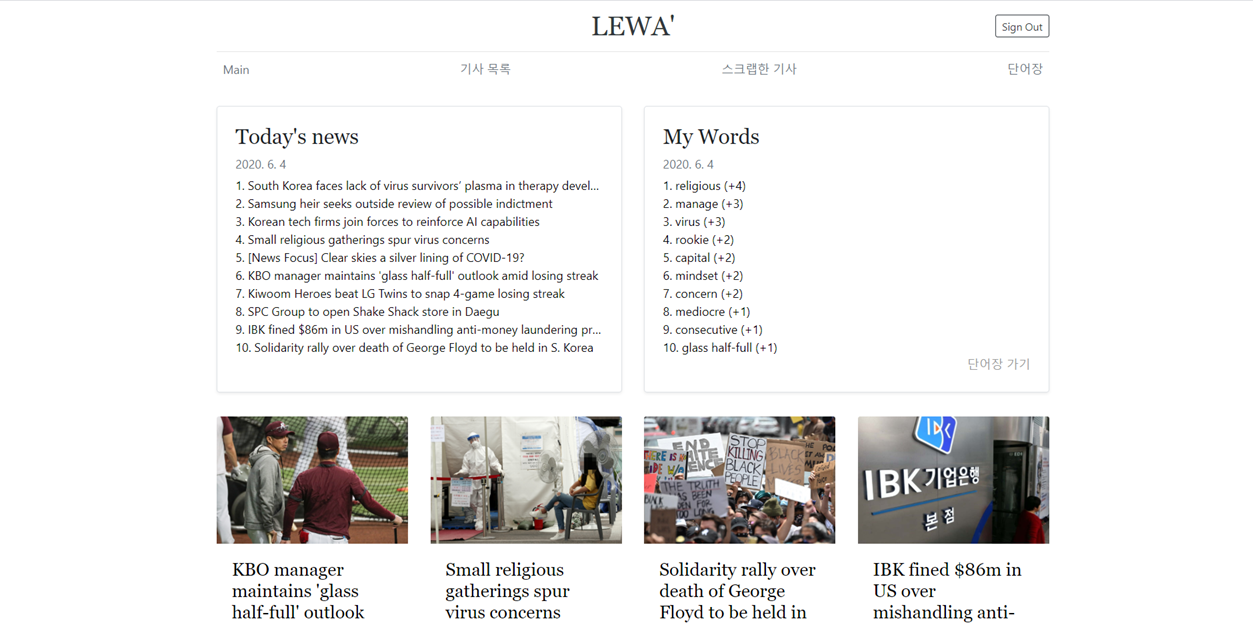 LEWA'
Sign Out
Main
기사 목록
스크랩한 기사
단어장
Today's news
2020. 6. 4
1. South Korea faces lack of virus survivors’ plasma in therapy devel...
2. Samsung heir seeks outside review of possible indictment
3. Korean tech firms join forces to reinforce AI capabilities
4. Small religious gatherings spur virus concerns
5. [News Focus] Clear skies a silver lining of COVID-19?
6. KBO manager maintains 'glass half-full' outlook amid losing streak
7. Kiwoom Heroes beat LG Twins to snap 4-game losing streak
8. SPC Group to open Shake Shack store in Daegu
9. IBK fined $86m in US over mishandling anti-money laundering pr...
10. Solidarity rally over death of George Floyd to be held in S. Korea
My Words
2020. 6. 4
1. religious (+4)
2. manage (+3)
3. virus (+3)
4. rookie (+2)
5. capital (+2)
6. mindset (+2)
7. concern (+2)
8. mediocre (+1)
9. consecutive (+1)
10. glass half-full (+1)
단어장 가기
END
STOP
KILLING
BLACK
PEOPLE
BLACK
LIVES
THE TRUTH
HAS BEEN
IBK기업은행
본점
KBO manager
maintains 'glass
half-full' outlook
Small religious
gatherings spur
virus concerns
Solidarity rally over
death of George
Floyd to be held in
IBK fined $86m in
US over
mishandling anti-